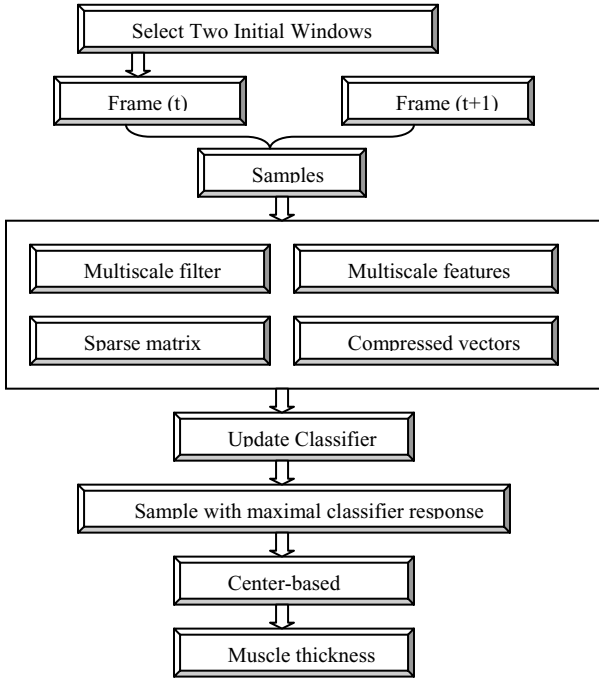 Select Two Initial Windows
Frame (t)
Frame (t+1)
Samples
Multiscale filter
Multiscale features
Sparse matrix
Compressed vectors
Update Classifier
Sample with maximal classifier response
Center-based
Muscle thickness